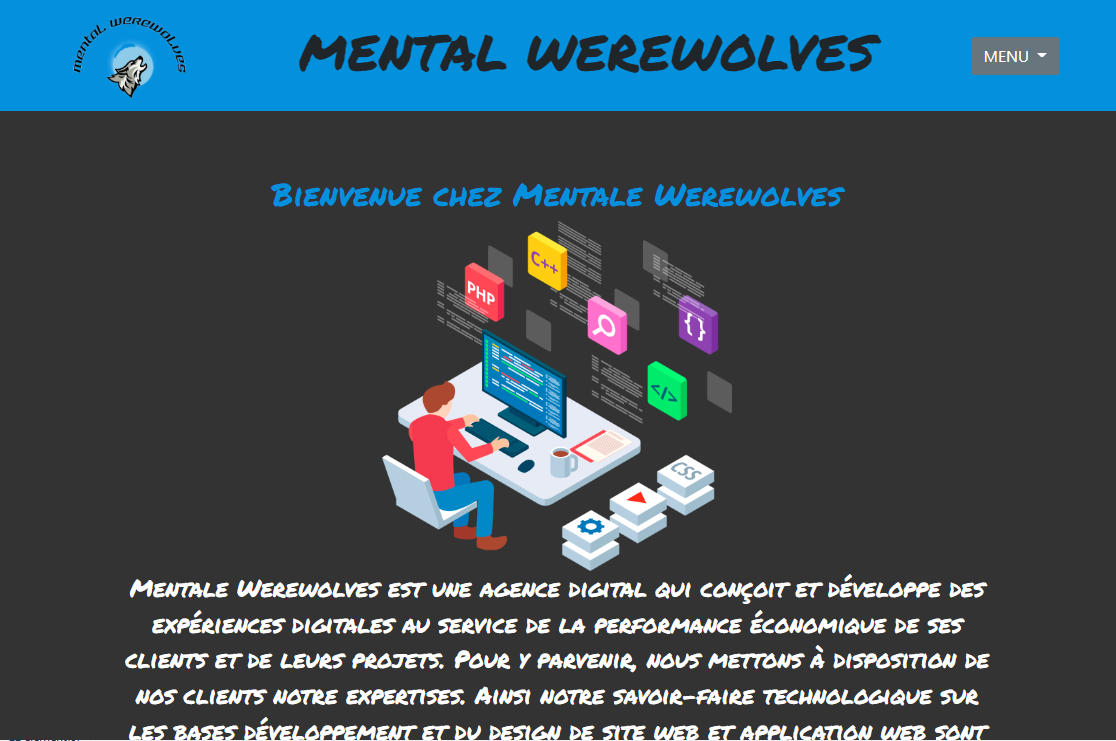 mental werewolves
MENTAL WEREWOLVES
MENU
Bienvenue chez Mentale Werewolves
C++
PHP
{}
</>
CSS
Mentale Werewolves est une agence digital qui conçoit et développe des
expériences digitales au service de la performance économique de ses
clients et de leurs projets. Pour y parvenir, nous mettons à disposition de
nos clients notre expertises. Ainsi notre savoir-faire technologique sur
les bases développement et du design de site web et application web sont